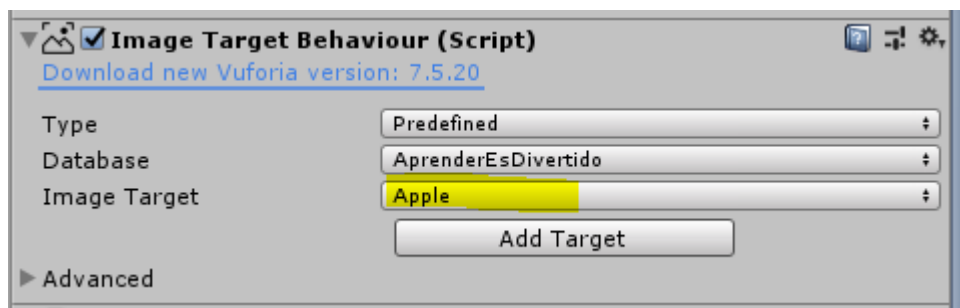 Image Target Behaviour (Script)
Download new Vuforia version: 7.5.20
Type Predefined
Database AprenderEsDivertido
Image Target Apple
Add Target
Advanced